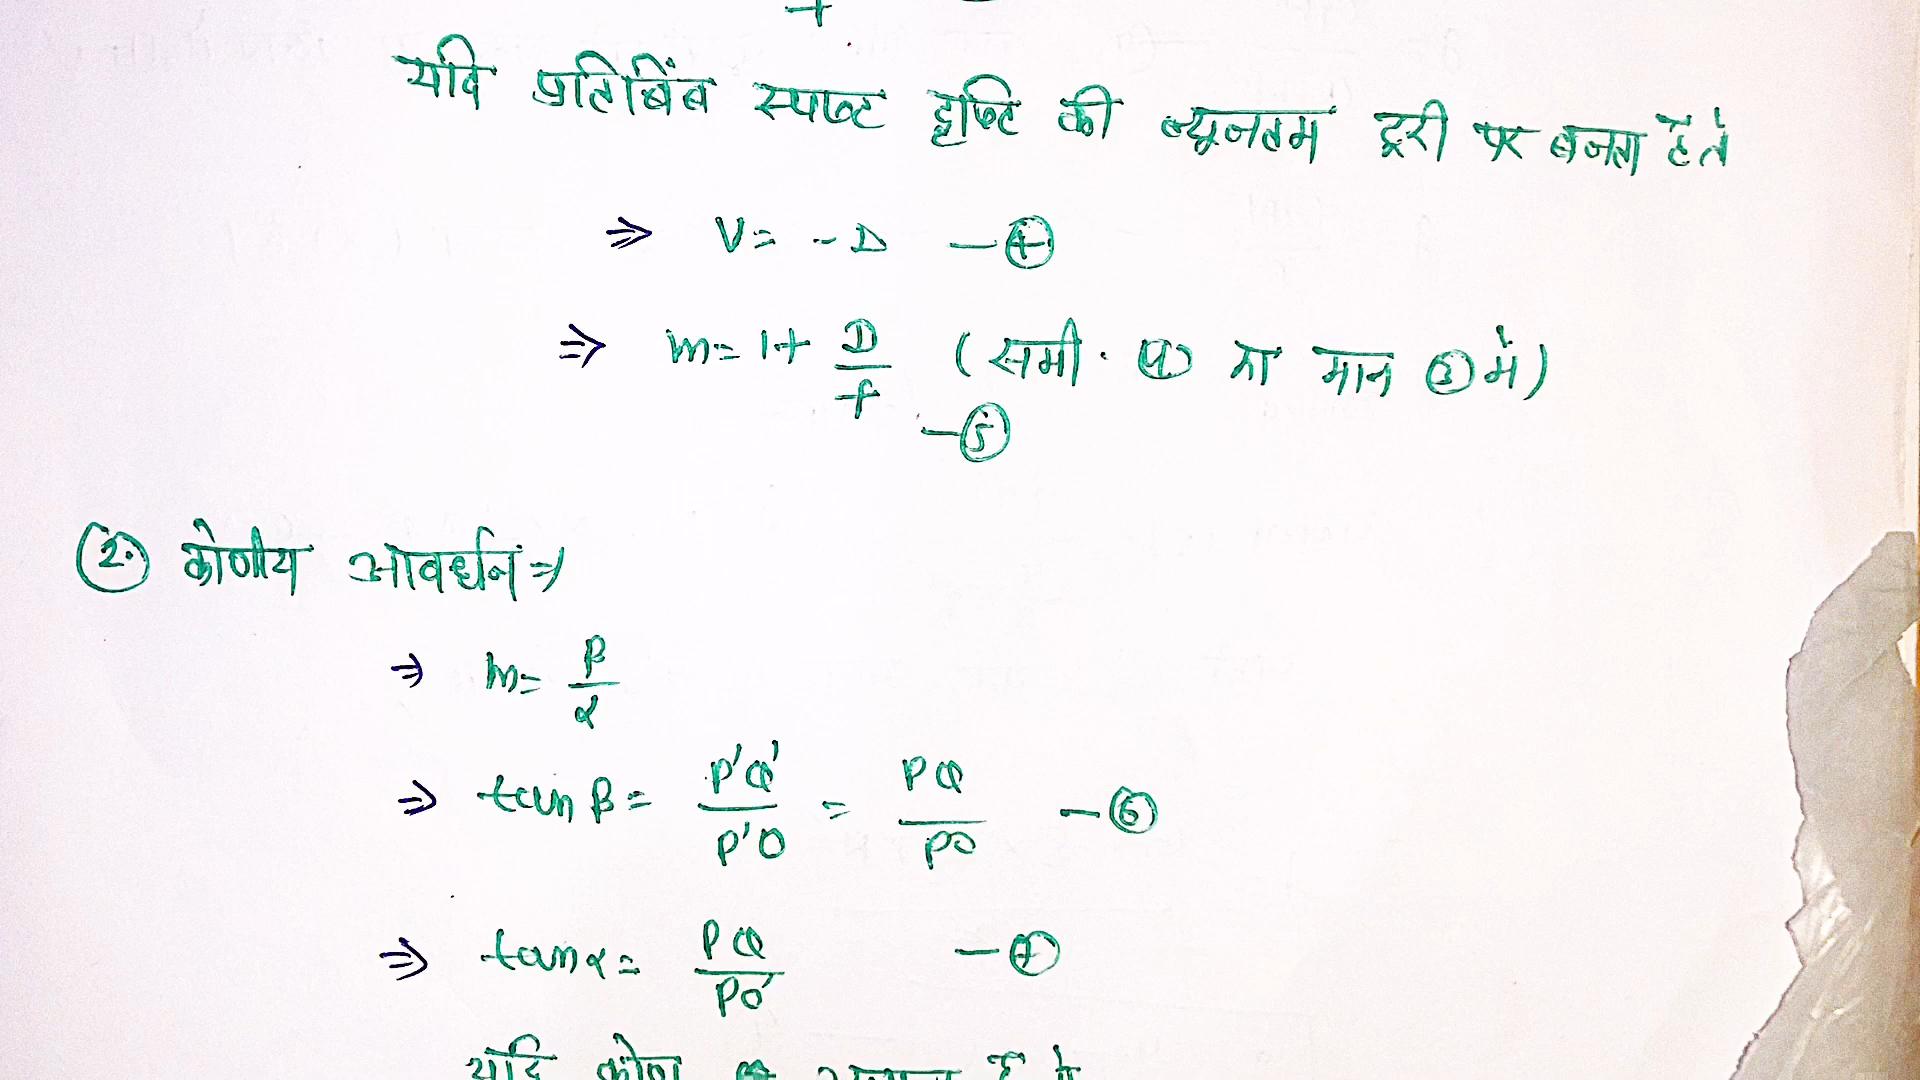 यदि प्रतिबिंब स्पष्ट दृष्टि की न्यूनतम दूरी पर बनता है तो
⇒ V = - D —④
⇒ m = 1 + D/f (समी. ④ का मान ③ में)
—⑤
②. कोणीय आवर्धन ⇒
⇒ m = β/α
⇒ tan β = P'Q'/P'O = PQ/PO —⑥
⇒ tan α = PQ/PO' —⑦
यदि कोण